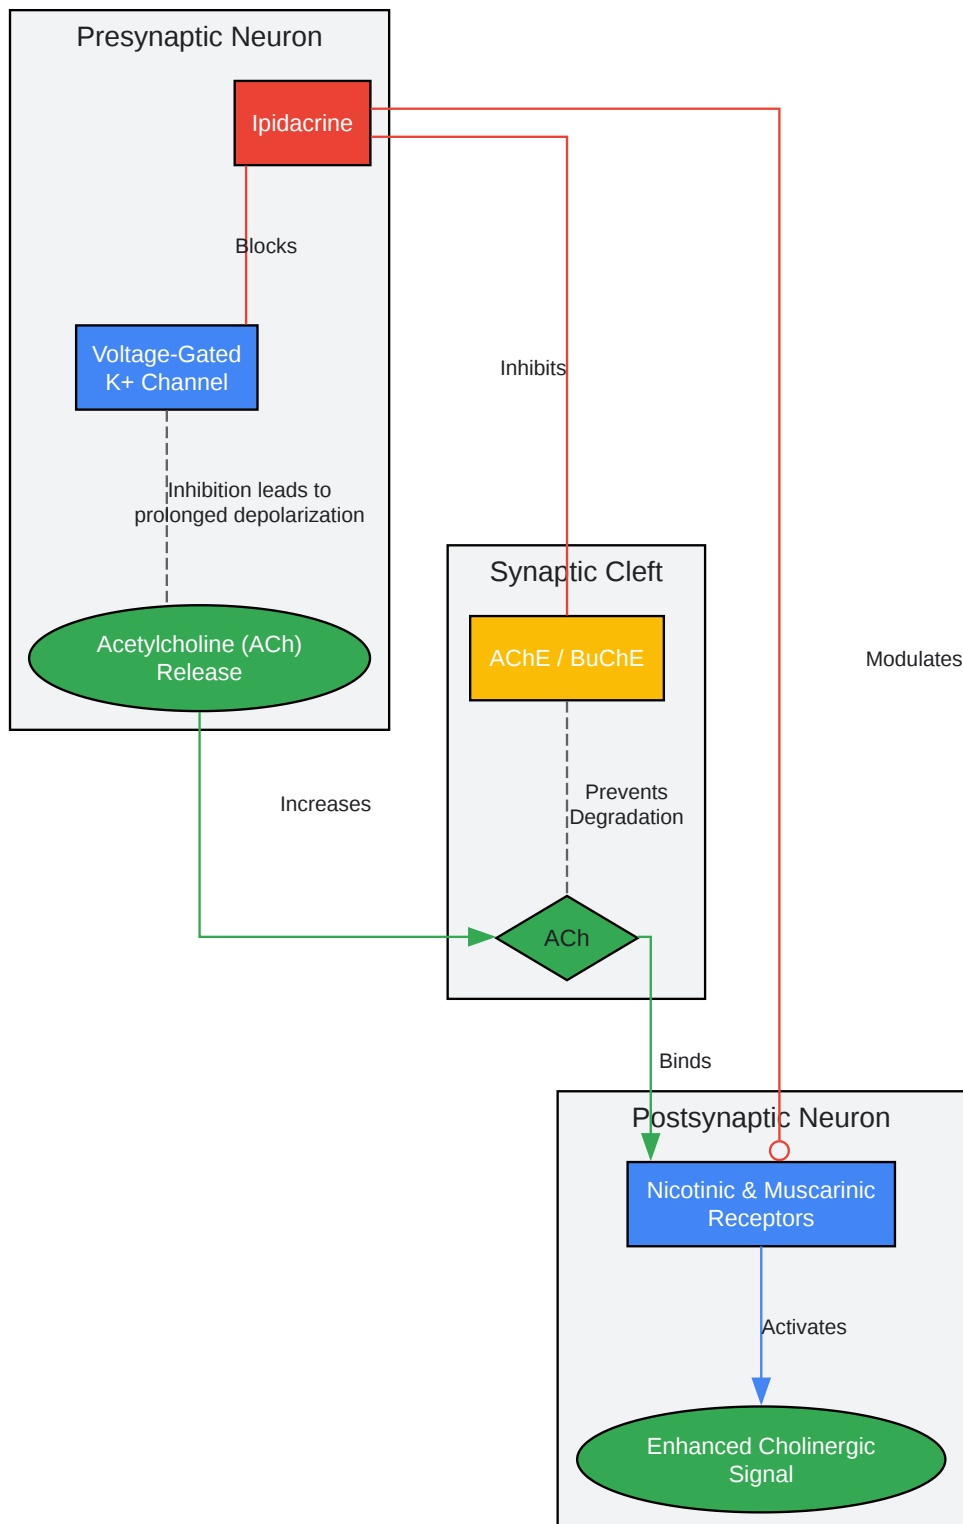 Presynaptic Neuron
Ipidacrine
Blocks
Voltage-Gated
K+ Channel
Inhibits
Inhibition leads to
prolonged depolarization
Synaptic Cleft
Acetylcholine (ACh)
Release
AChE / BuChE
Modulates
Increases
Prevents
Degradation
ACh
Binds
Postsynaptic Neuron
Nicotinic & Muscarinic
Receptors
Activates
Enhanced Cholinergic
Signal